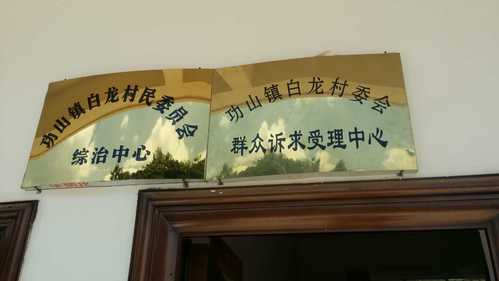 功山镇白龙村民委员会
综治中心
功山镇白龙村委会
群众诉求受理中心